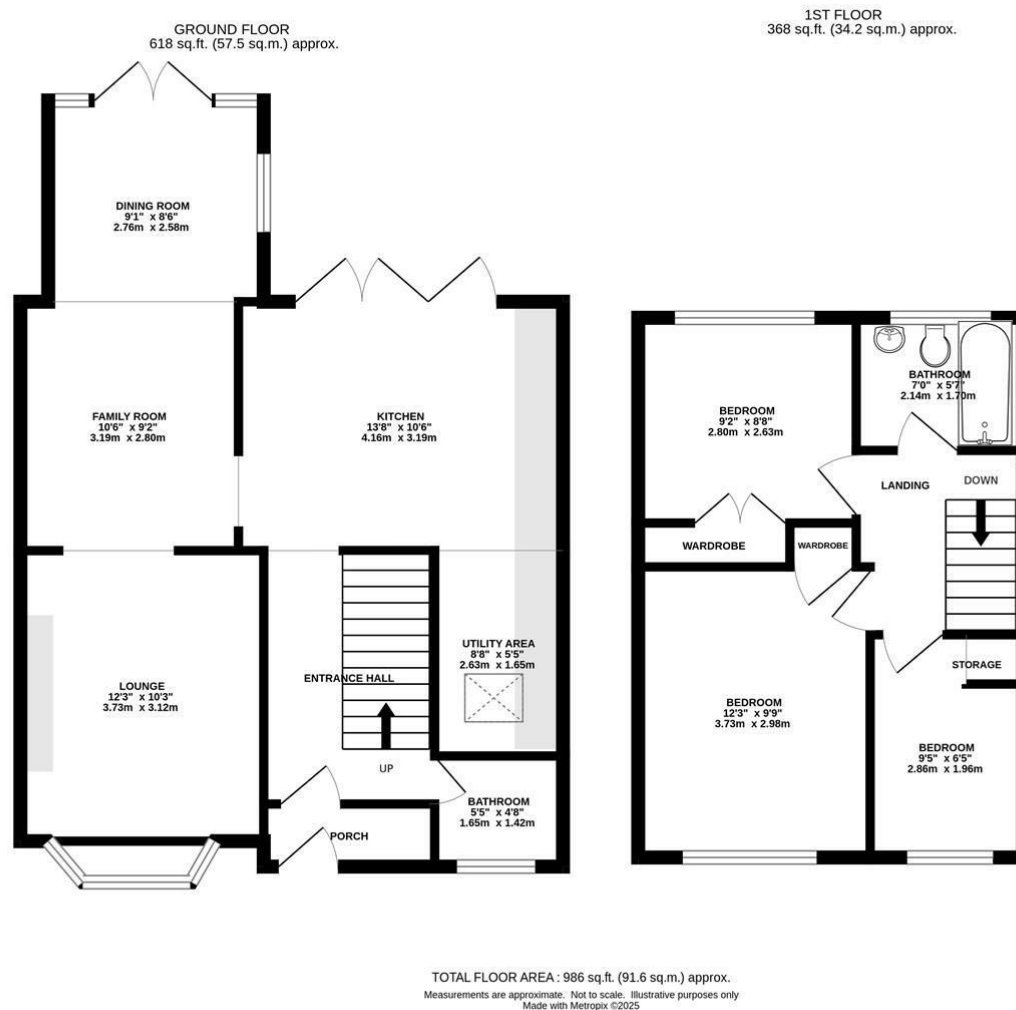 GROUND FLOOR
618 sq.ft. (57.5 sq.m.) approx.
1ST FLOOR
368 sq.ft. (34.2 sq.m.) approx.
DINING ROOM
9'1" x 8'6"
2.76m x 2.58m
FAMILY ROOM
10'6" x 9'2"
3.19m x 2.80m
KITCHEN
13'8" x 10'6"
4.16m x 3.19m
LOUNGE
12'3" x 10'3"
3.73m x 3.12m
ENTRANCE HALL
UP
UTILITY AREA
8'8" x 5'5"
2.63m x 1.65m
BATHROOM
5'5" x 4'8"
1.65m x 1.42m
PORCH
BEDROOM
9'2" x 8'8"
2.80m x 2.63m
BATHROOM
7'0" x 5'7"
2.14m x 1.70m
LANDING
DOWN
WARDROBE
WARDROBE
STORAGE
BEDROOM
12'3" x 9'9"
3.73m x 2.98m
BEDROOM
9'5" x 6'5"
2.86m x 1.96m
TOTAL FLOOR AREA : 986 sq.ft. (91.6 sq.m.) approx.
Measurements are approximate. Not to scale. Illustrative purposes only
Made with Metropix ©2025